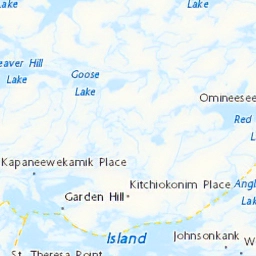 Lake
Lake
eaver Hill
Lake
Goose
Lake
Omineesee
Red
L
Kapaneewekamik Place
Kitchiokonim Place
Angl
Lak
Garden Hill
Island
Johnsonkank
W
St. Theresa Point